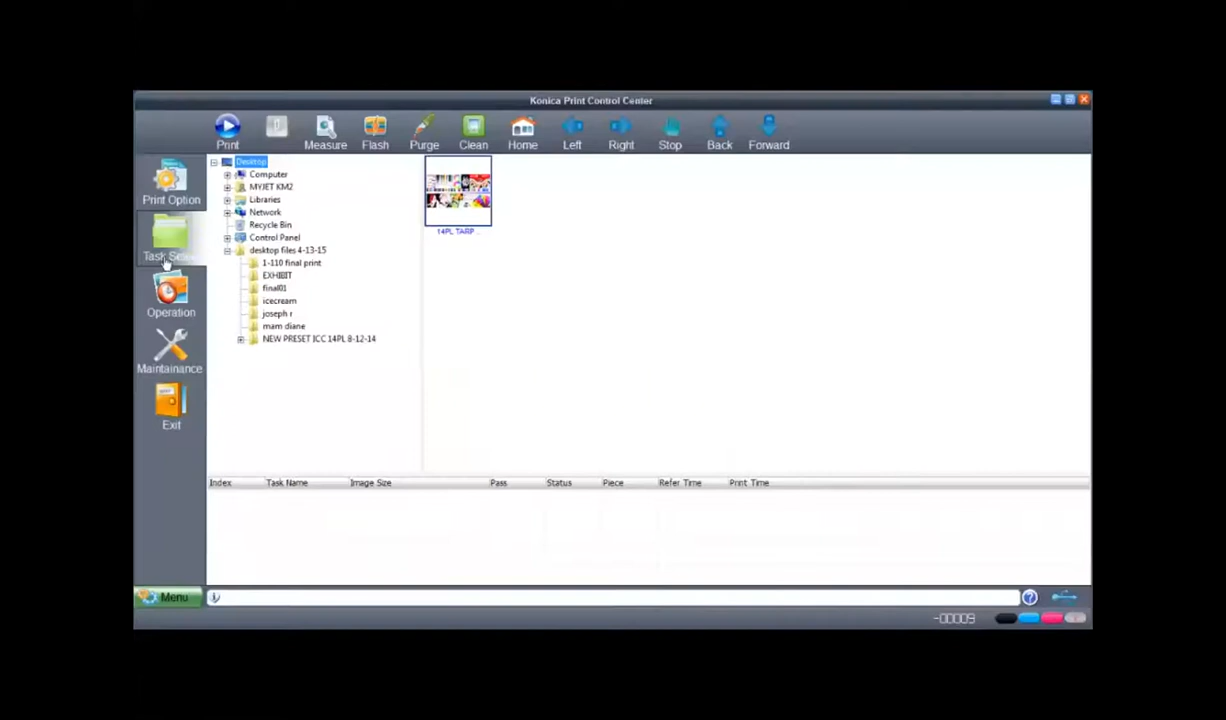 Konica Print Control Center
Print
Measure
Flash
Purge
Clean
Home
Left
Right
Stop
Back
Forward
Print Option
Task
Operation
Maintainance
Exit
Desktop
Computer
MYJET KM2
Libraries
Network
Recycle Bin
Control Panel
desktop files 4-13-15
1-110 final print
EXHIBIT
final01
icecream
joseph r
mam diane
NEW PRESET ICC 14PL 8-12-14
14PL TARP ...
Index Task Name Image Size Pass Status Piece Refer Time Print Time
Menu
-00009